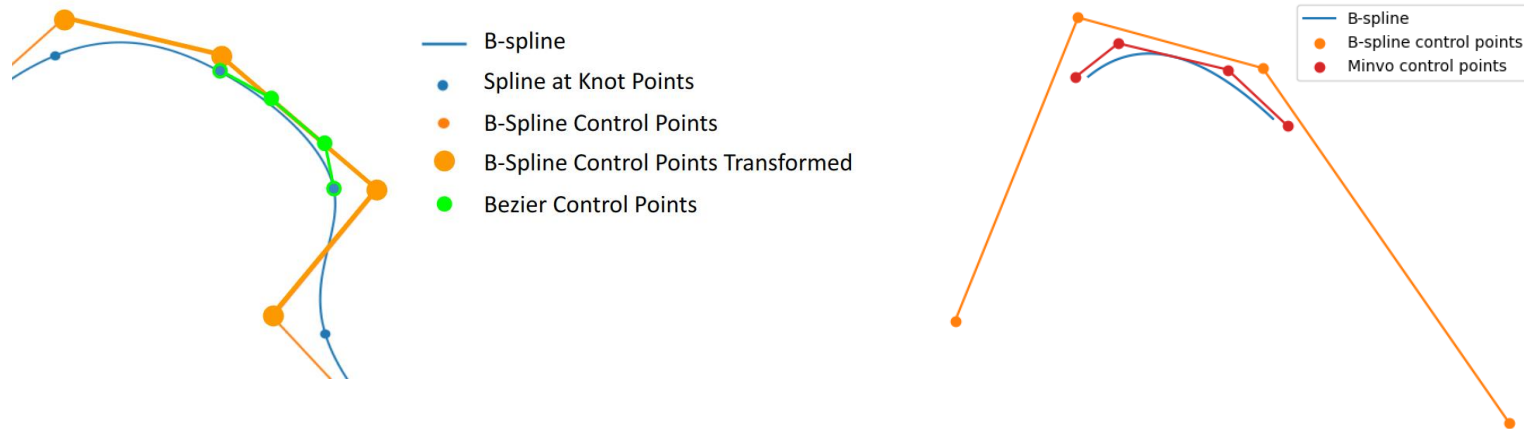 B-spline
Spline at Knot Points
B-Spline Control Points
B-Spline Control Points Transformed
Bezier Control Points
B-spline
B-spline control points
Minvo control points